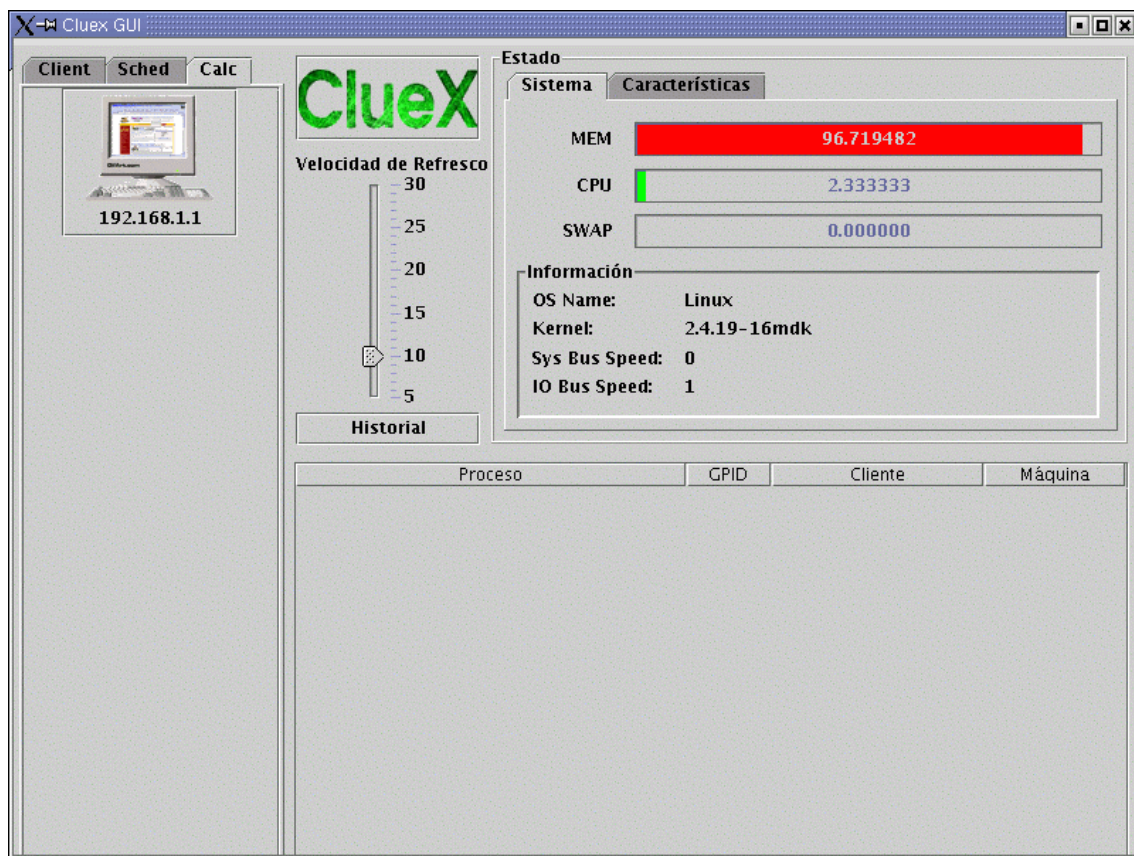 Cluex GUI
Client Sched Calc
192.168.1.1
ClueX
Velocidad de Refresco
30
25
20
15
10
5
Historial
Estado
Sistema Características
MEM 96.719482
CPU 2.333333
SWAP 0.000000
Información
OS Name: Linux
Kernel: 2.4.19-16mdk
Sys Bus Speed: 0
IO Bus Speed: 1
Proceso GPID Cliente Máquina